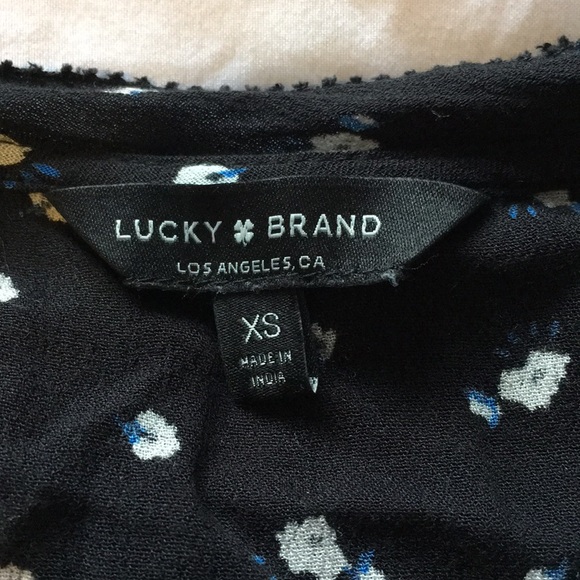 LUCKY BRAND
LOS ANGELES, CA
XS
MADE IN
INDIA